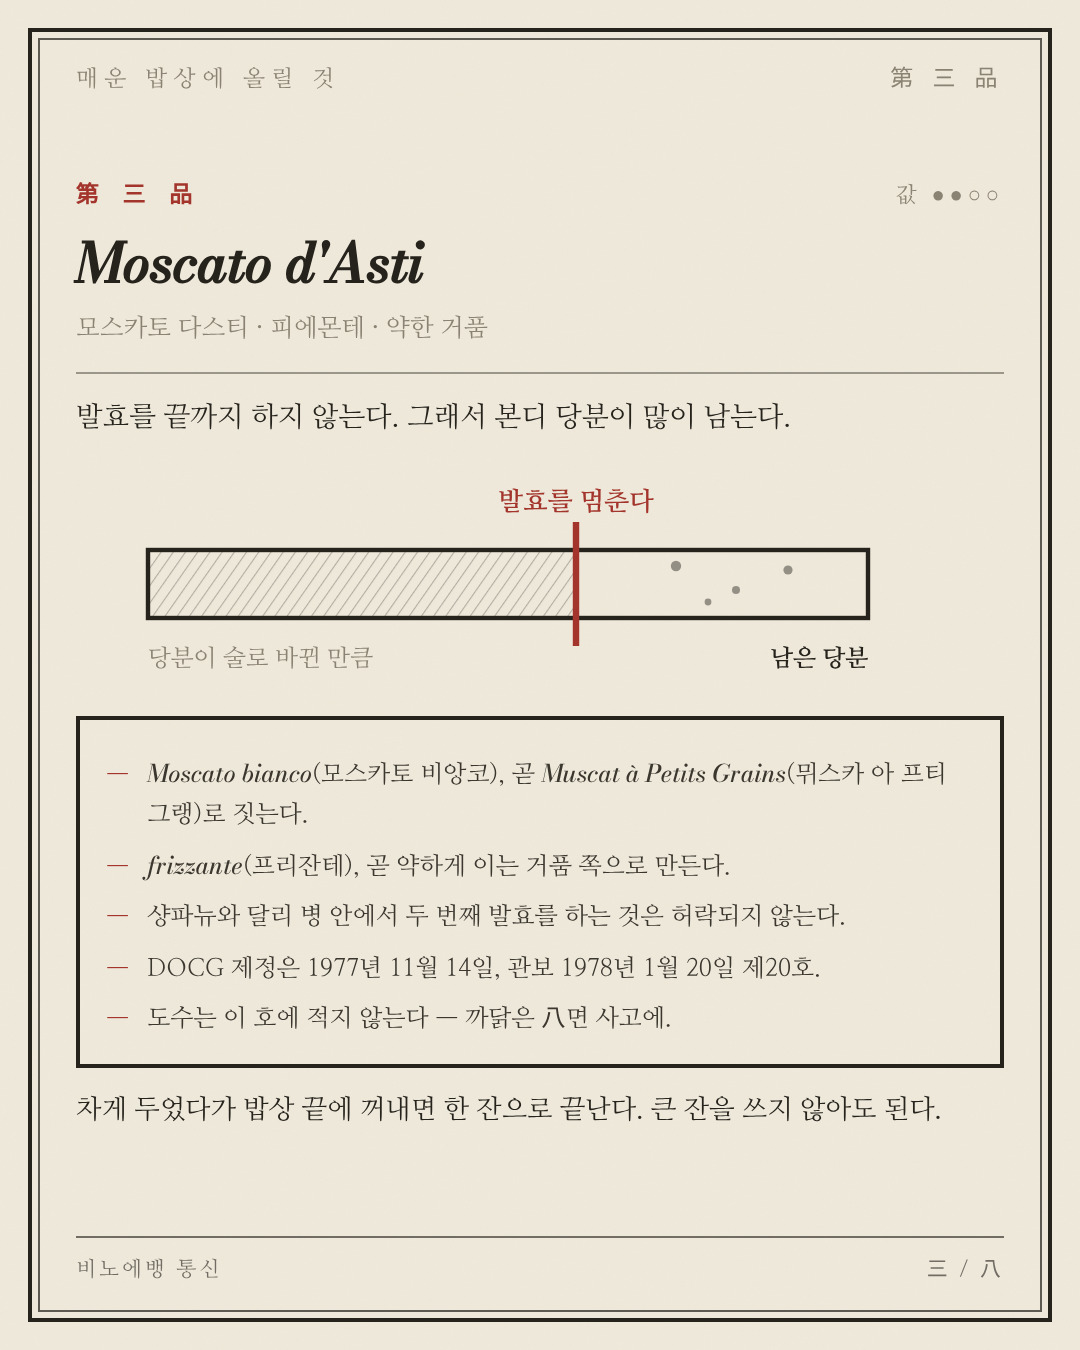 매운 밥상에 올릴 것
第 三 品
第 三 品
값 ●●○○
Moscato d'Asti
모스카토 다스티 · 피에몬테 · 약한 거품
발효를 끝까지 하지 않는다. 그래서 본디 당분이 많이 남는다.
발효를 멈춘다
당분이 술로 바뀐 만큼
남은 당분
— Moscato bianco(모스카토 비앙코), 곧 Muscat à Petits Grains(뮈스카 아 프티
그랭)로 짓는다.
— frizzante(프리잔테), 곧 약하게 이는 거품 쪽으로 만든다.
— 샹파뉴와 달리 병 안에서 두 번째 발효를 하는 것은 허락되지 않는다.
— DOCG 제정은 1977년 11월 14일, 관보 1978년 1월 20일 제20호.
— 도수는 이 호에 적지 않는다 — 까닭은 八면 사고에.
차게 두었다가 밥상 끝에 꺼내면 한 잔으로 끝난다. 큰 잔을 쓰지 않아도 된다.
비노에뱅 통신
三 / 八